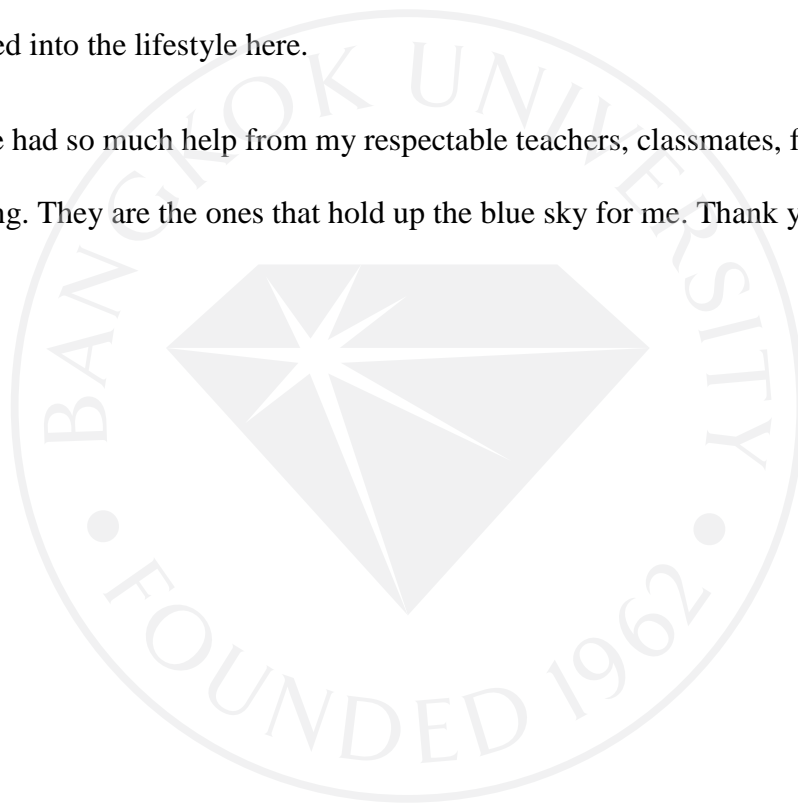 ed into the lifestyle here.
e had so much help from my respectable teachers, classmates, f
ng. They are the ones that hold up the blue sky for me. Thank y
BANGKOK UNIVERSITY
• FOUNDED 1962 •